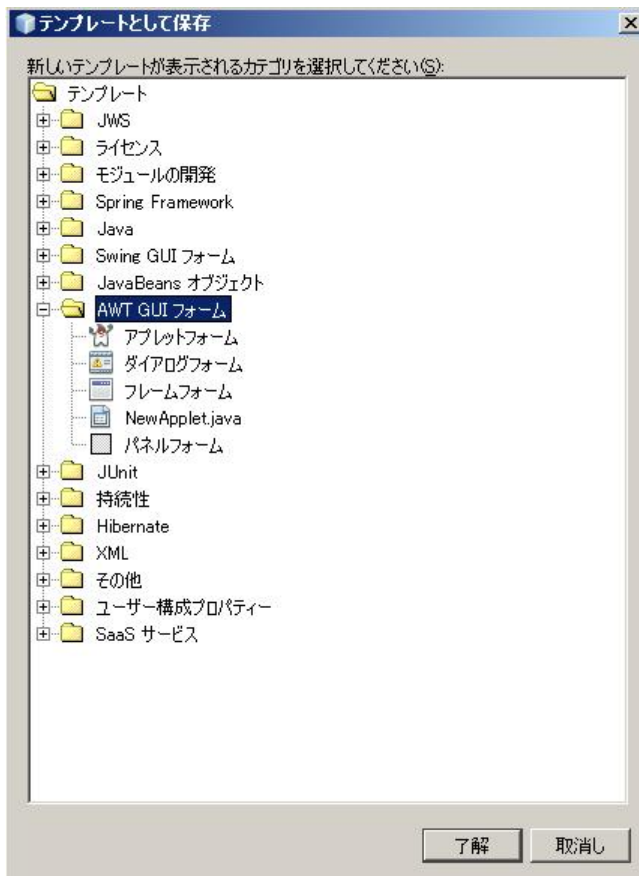 テンプレートとして保存
新しいテンプレートが表示されるカテゴリを選択してください(S):
テンプレート
JWS
ライセンス
モジュールの開発
Spring Framework
Java
Swing GUI フォーム
JavaBeans オブジェクト
AWT GUI フォーム
アプレットフォーム
ダイアログフォーム
フレームフォーム
NewApplet.java
パネルフォーム
JUnit
持続性
Hibernate
XML
その他
ユーザー構成プロパティー
SaaS サービス
了解 取消し